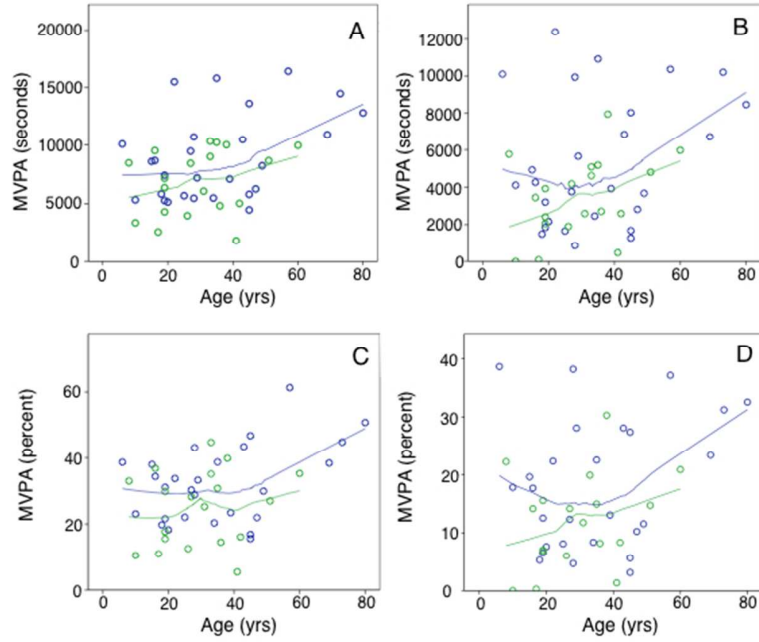 A
MVPA (seconds)
20000
15000
10000
5000
0
0 20 40 60 80
Age (yrs)
B
MVPA (seconds)
12000
10000
8000
6000
4000
2000
0
0 20 40 60 80
Age (yrs)
C
MVPA (percent)
60
40
20
0
0 20 40 60 80
Age (yrs)
D
MVPA (percent)
40
30
20
10
0
0 20 40 60 80
Age (yrs)